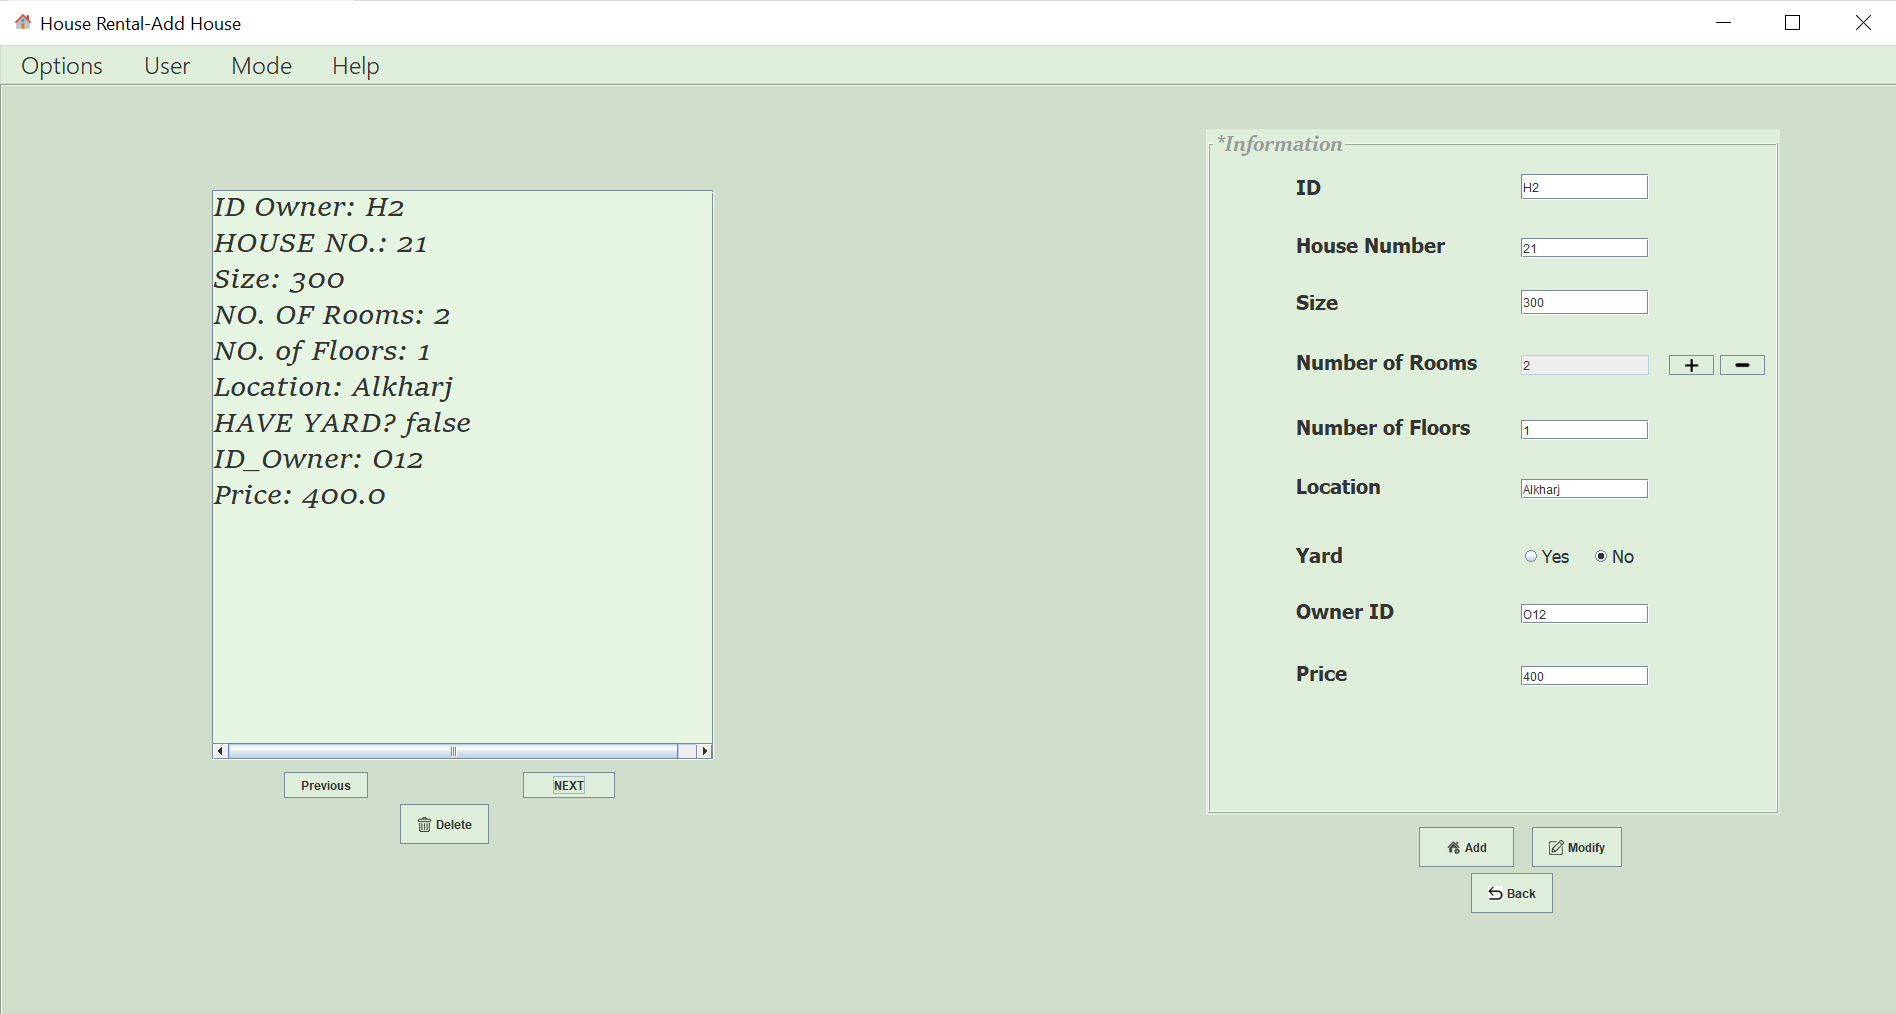 House Rental-Add House
Options User Mode Help
ID Owner: H2
HOUSE NO.: 21
Size: 300
NO. OF Rooms: 2
NO. of Floors: 1
Location: Alkharj
HAVE YARD? false
ID_Owner: O12
Price: 400.0
Previous NEXT
Delete
*Information
ID H2
House Number 21
Size 300
Number of Rooms 2 + -
Number of Floors 1
Location Alkharj
Yard Yes No
Owner ID O12
Price 400
Add Modify
Back